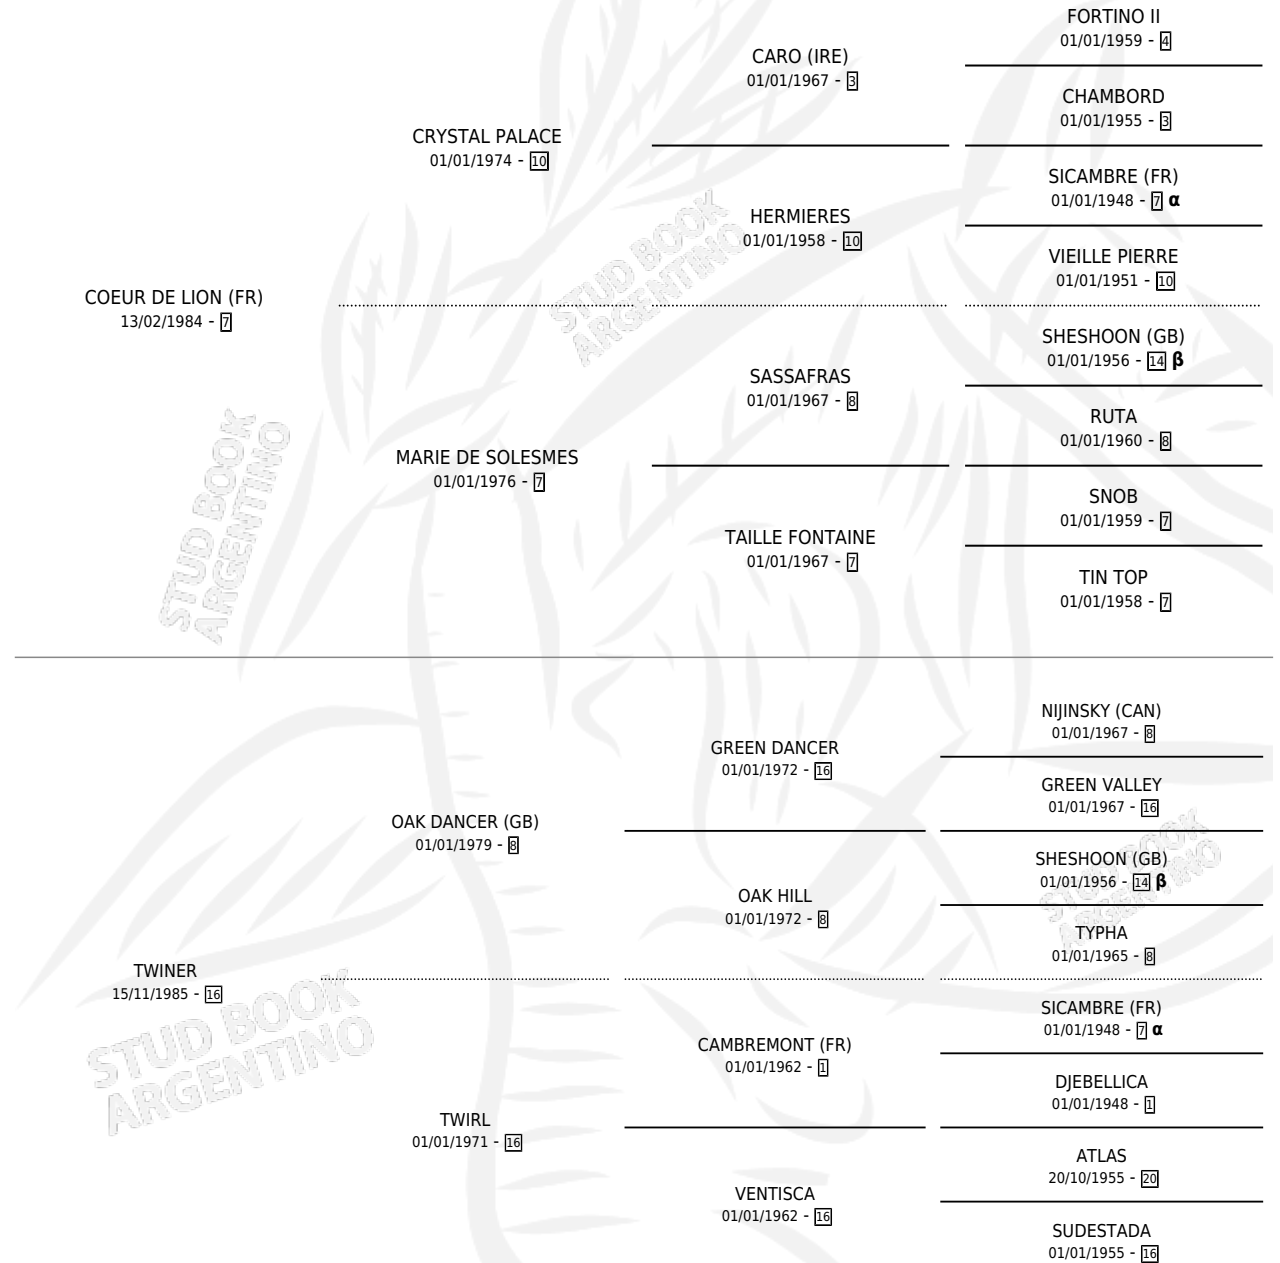 FORTINO II
01/01/1959 - 4
CARO (IRE)
01/01/1967 - 3
CHAMBORD
01/01/1955 - 3
CRYSTAL PALACE
01/01/1974 - 10
SICAMBRE (FR)
01/01/1948 - 7 α
HERMIERES
01/01/1958 - 10
VIEILLE PIERRE
01/01/1951 - 10
COEUR DE LION (FR)
13/02/1984 - 7
SHESHOON (GB)
01/01/1956 - 14 β
SASSAFRAS
01/01/1967 - 8
RUTA
01/01/1960 - 8
MARIE DE SOLESMES
01/01/1976 - 7
SNOB
01/01/1959 - 7
TAILLE FONTAINE
01/01/1967 - 7
TIN TOP
01/01/1958 - 7
NIJINSKY (CAN)
01/01/1967 - 8
GREEN DANCER
01/01/1972 - 16
GREEN VALLEY
01/01/1967 - 16
OAK DANCER (GB)
01/01/1979 - 8
SHESHOON (GB)
01/01/1956 - 14 β
OAK HILL
01/01/1972 - 8
TYPHA
01/01/1965 - 8
TWINER
15/11/1985 - 16
SICAMBRE (FR)
01/01/1948 - 7 α
CAMBREMONT (FR)
01/01/1962 - 1
DJEBELLICA
01/01/1948 - 1
TWIRL
01/01/1971 - 16
ATLAS
20/10/1955 - 20
VENTISCA
01/01/1962 - 16
SUDESTADA
01/01/1955 - 16
STUD BOOK
ARGENTINO
STUD BOOK
ARGENTINO
STUD BOOK
ARGENTINO
STUD BOOK
ARGENTINO